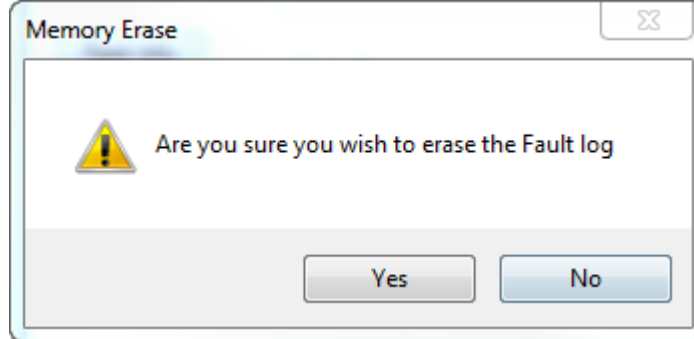 Memory Erase
Are you sure you wish to erase the Fault log
Yes
No